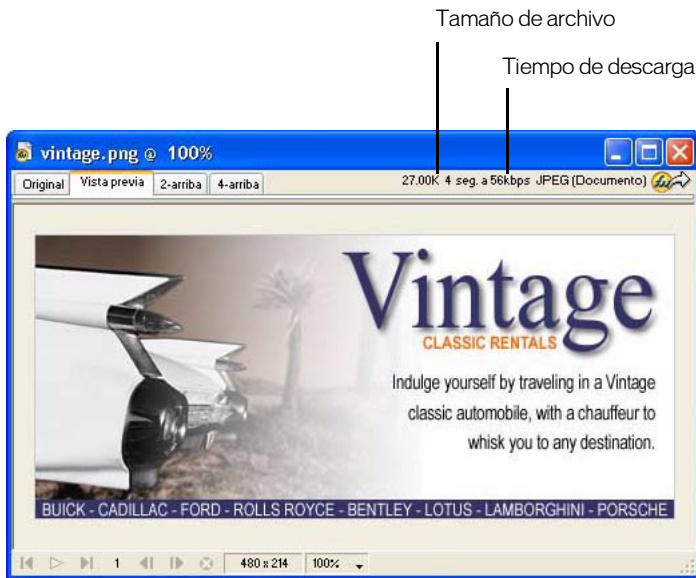 Tamaño de archivo
Tiempo de descarga
vintage.png @ 100%
Original Vista previa 2-arriba 4-arriba 27.00K 4 seg. a 56kbps JPEG (Documento)
Vintage
CLASSIC RENTALS
Indulge yourself by traveling in a Vintage
classic automobile, with a chauffeur to
whisk you to any destination.
BUICK - CADILLAC - FORD - ROLLS ROYCE - BENTLEY - LOTUS - LAMBORGHINI - PORSCHE
1 480 x 214 100%